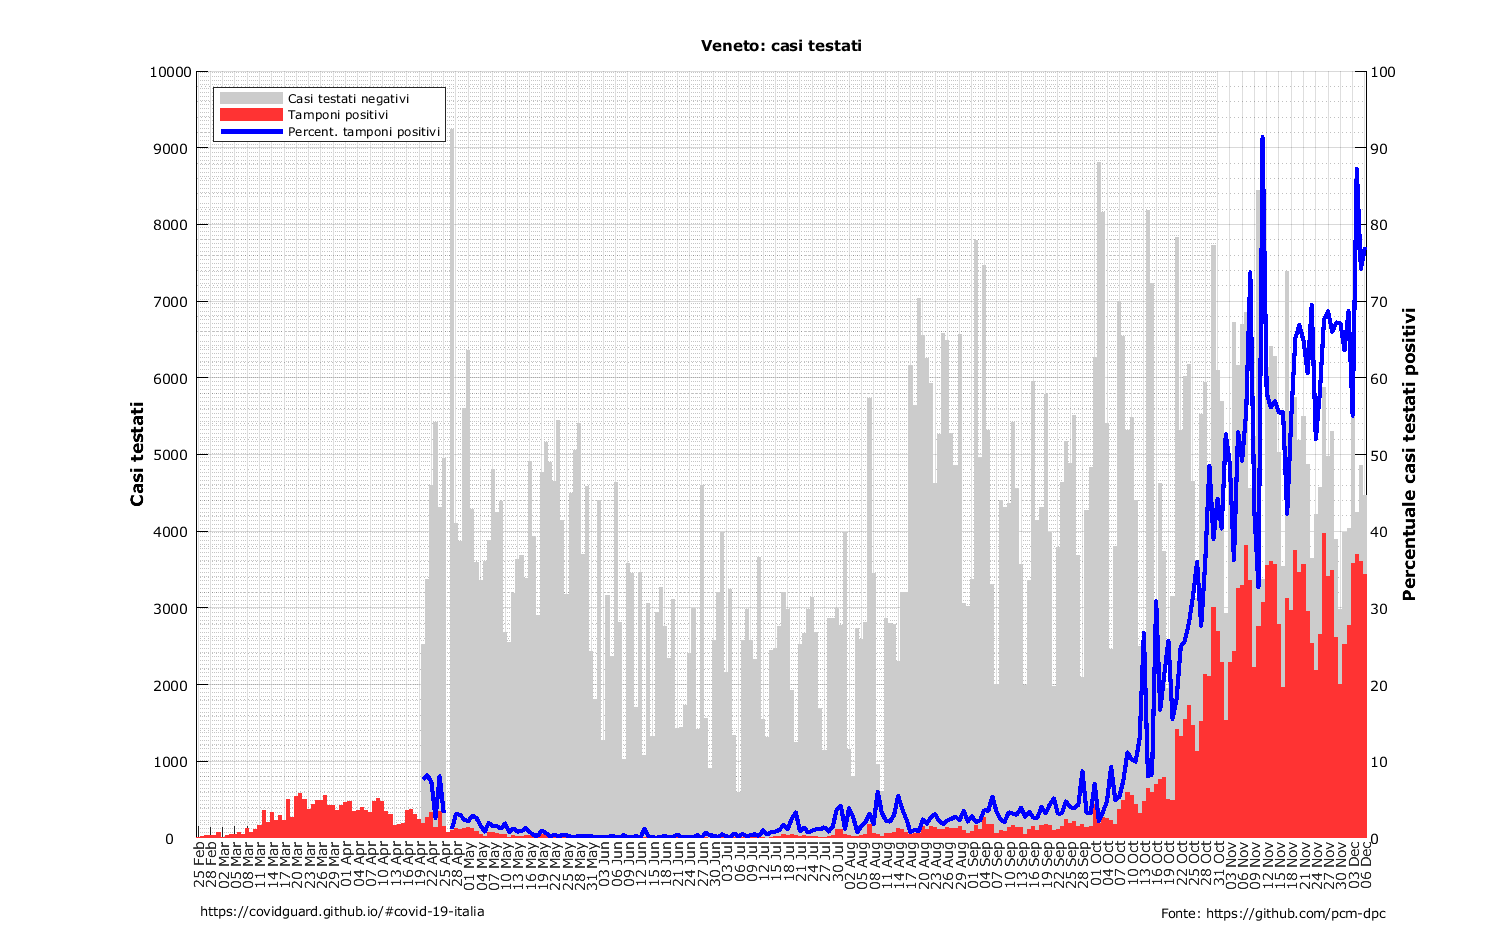 Veneto: casi testati
Casi testati negativi
Tamponi positivi
Percent. tamponi positivi
10000
9000
8000
7000
6000
5000
4000
3000
2000
1000
0
Casi testati
100
90
80
70
60
50
40
30
20
10
0
Percentuale casi testati positivi
25 Feb
28 Feb
02 Mar
05 Mar
08 Mar
11 Mar
14 Mar
17 Mar
20 Mar
23 Mar
26 Mar
29 Mar
01 Apr
04 Apr
07 Apr
10 Apr
13 Apr
16 Apr
19 Apr
22 Apr
25 Apr
28 Apr
01 May
04 May
07 May
10 May
13 May
16 May
19 May
22 May
25 May
28 May
31 May
03 Jun
06 Jun
09 Jun
12 Jun
15 Jun
18 Jun
21 Jun
24 Jun
27 Jun
30 Jun
03 Jul
06 Jul
09 Jul
12 Jul
15 Jul
18 Jul
21 Jul
24 Jul
27 Jul
30 Jul
02 Aug
05 Aug
08 Aug
11 Aug
14 Aug
17 Aug
20 Aug
23 Aug
26 Aug
29 Aug
01 Sep
04 Sep
07 Sep
10 Sep
13 Sep
16 Sep
19 Sep
22 Sep
25 Sep
28 Sep
01 Oct
04 Oct
07 Oct
10 Oct
13 Oct
16 Oct
19 Oct
22 Oct
25 Oct
28 Oct
31 Oct
03 Nov
06 Nov
09 Nov
12 Nov
15 Nov
18 Nov
21 Nov
24 Nov
27 Nov
30 Nov
03 Dec
06 Dec
https://covidguard.github.io/#covid-19-italia
Fonte: https://github.com/pcm-dpc